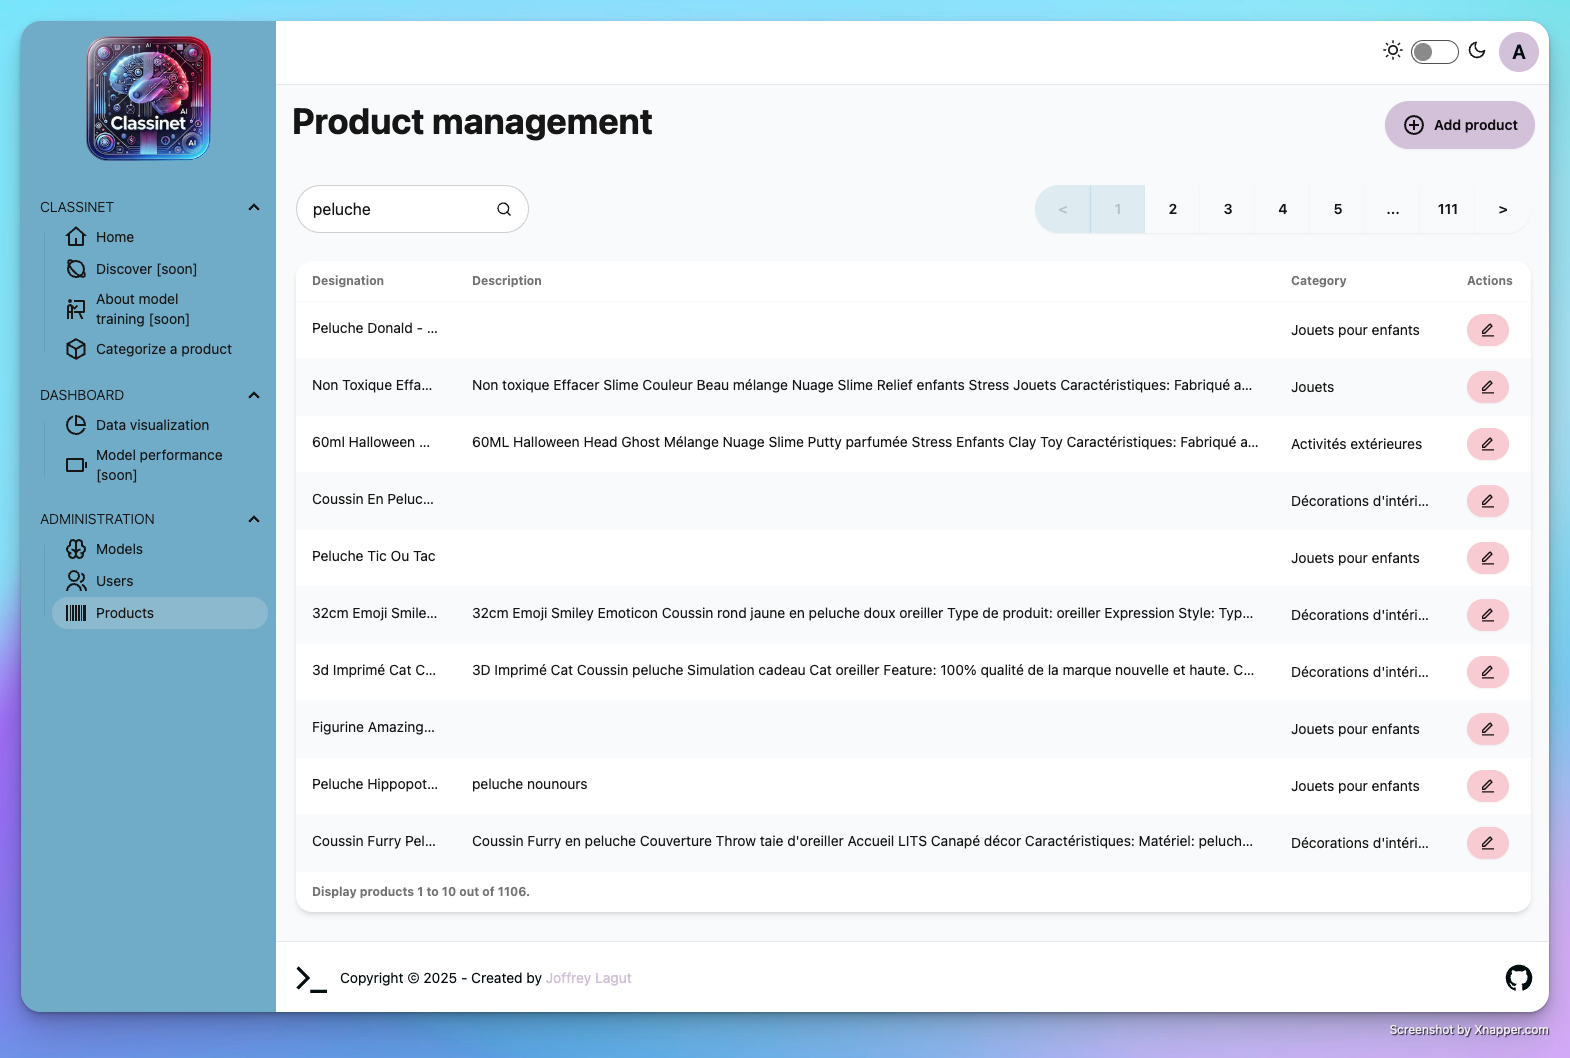 Classinet
AI
AI
AI
A
Product management
Add product
CLASSINET
Home
Discover [soon]
About model
training [soon]
Categorize a product
DASHBOARD
Data visualization
Model performance
[soon]
ADMINISTRATION
Models
Users
Products
peluche
< 1 2 3 4 5 ... 111 >
Designation Description Category Actions
Peluche Donald - ... Jouets pour enfants
Non Toxique Effa... Non toxique Effacer Slime Couleur Beau mélange Nuage Slime Relief enfants Stress Jouets Caractéristiques: Fabriqué a... Jouets
60ml Halloween ... 60ML Halloween Head Ghost Mélange Nuage Slime Putty parfumée Stress Enfants Clay Toy Caractéristiques: Fabriqué a... Activités extérieures
Coussin En Peluc... Décorations d'intéri...
Peluche Tic Ou Tac Jouets pour enfants
32cm Emoji Smile... 32cm Emoji Smiley Emoticon Coussin rond jaune en peluche doux oreiller Type de produit: oreiller Expression Style: Typ... Décorations d'intéri...
3d Imprimé Cat C... 3D Imprimé Cat Coussin peluche Simulation cadeau Cat oreiller Feature: 100% qualité de la marque nouvelle et haute. C... Décorations d'intéri...
Figurine Amazing... Jouets pour enfants
Peluche Hippopot... peluche nounours Jouets pour enfants
Coussin Furry Pel... Coussin Furry en peluche Couverture Throw taie d'oreiller Accueil LITS Canapé décor Caractéristiques: Matériel: peluch... Décorations d'intéri...
Display products 1 to 10 out of 1106.
Copyright © 2025 - Created by Joffrey Lagut
Screenshot by Xnapper.com